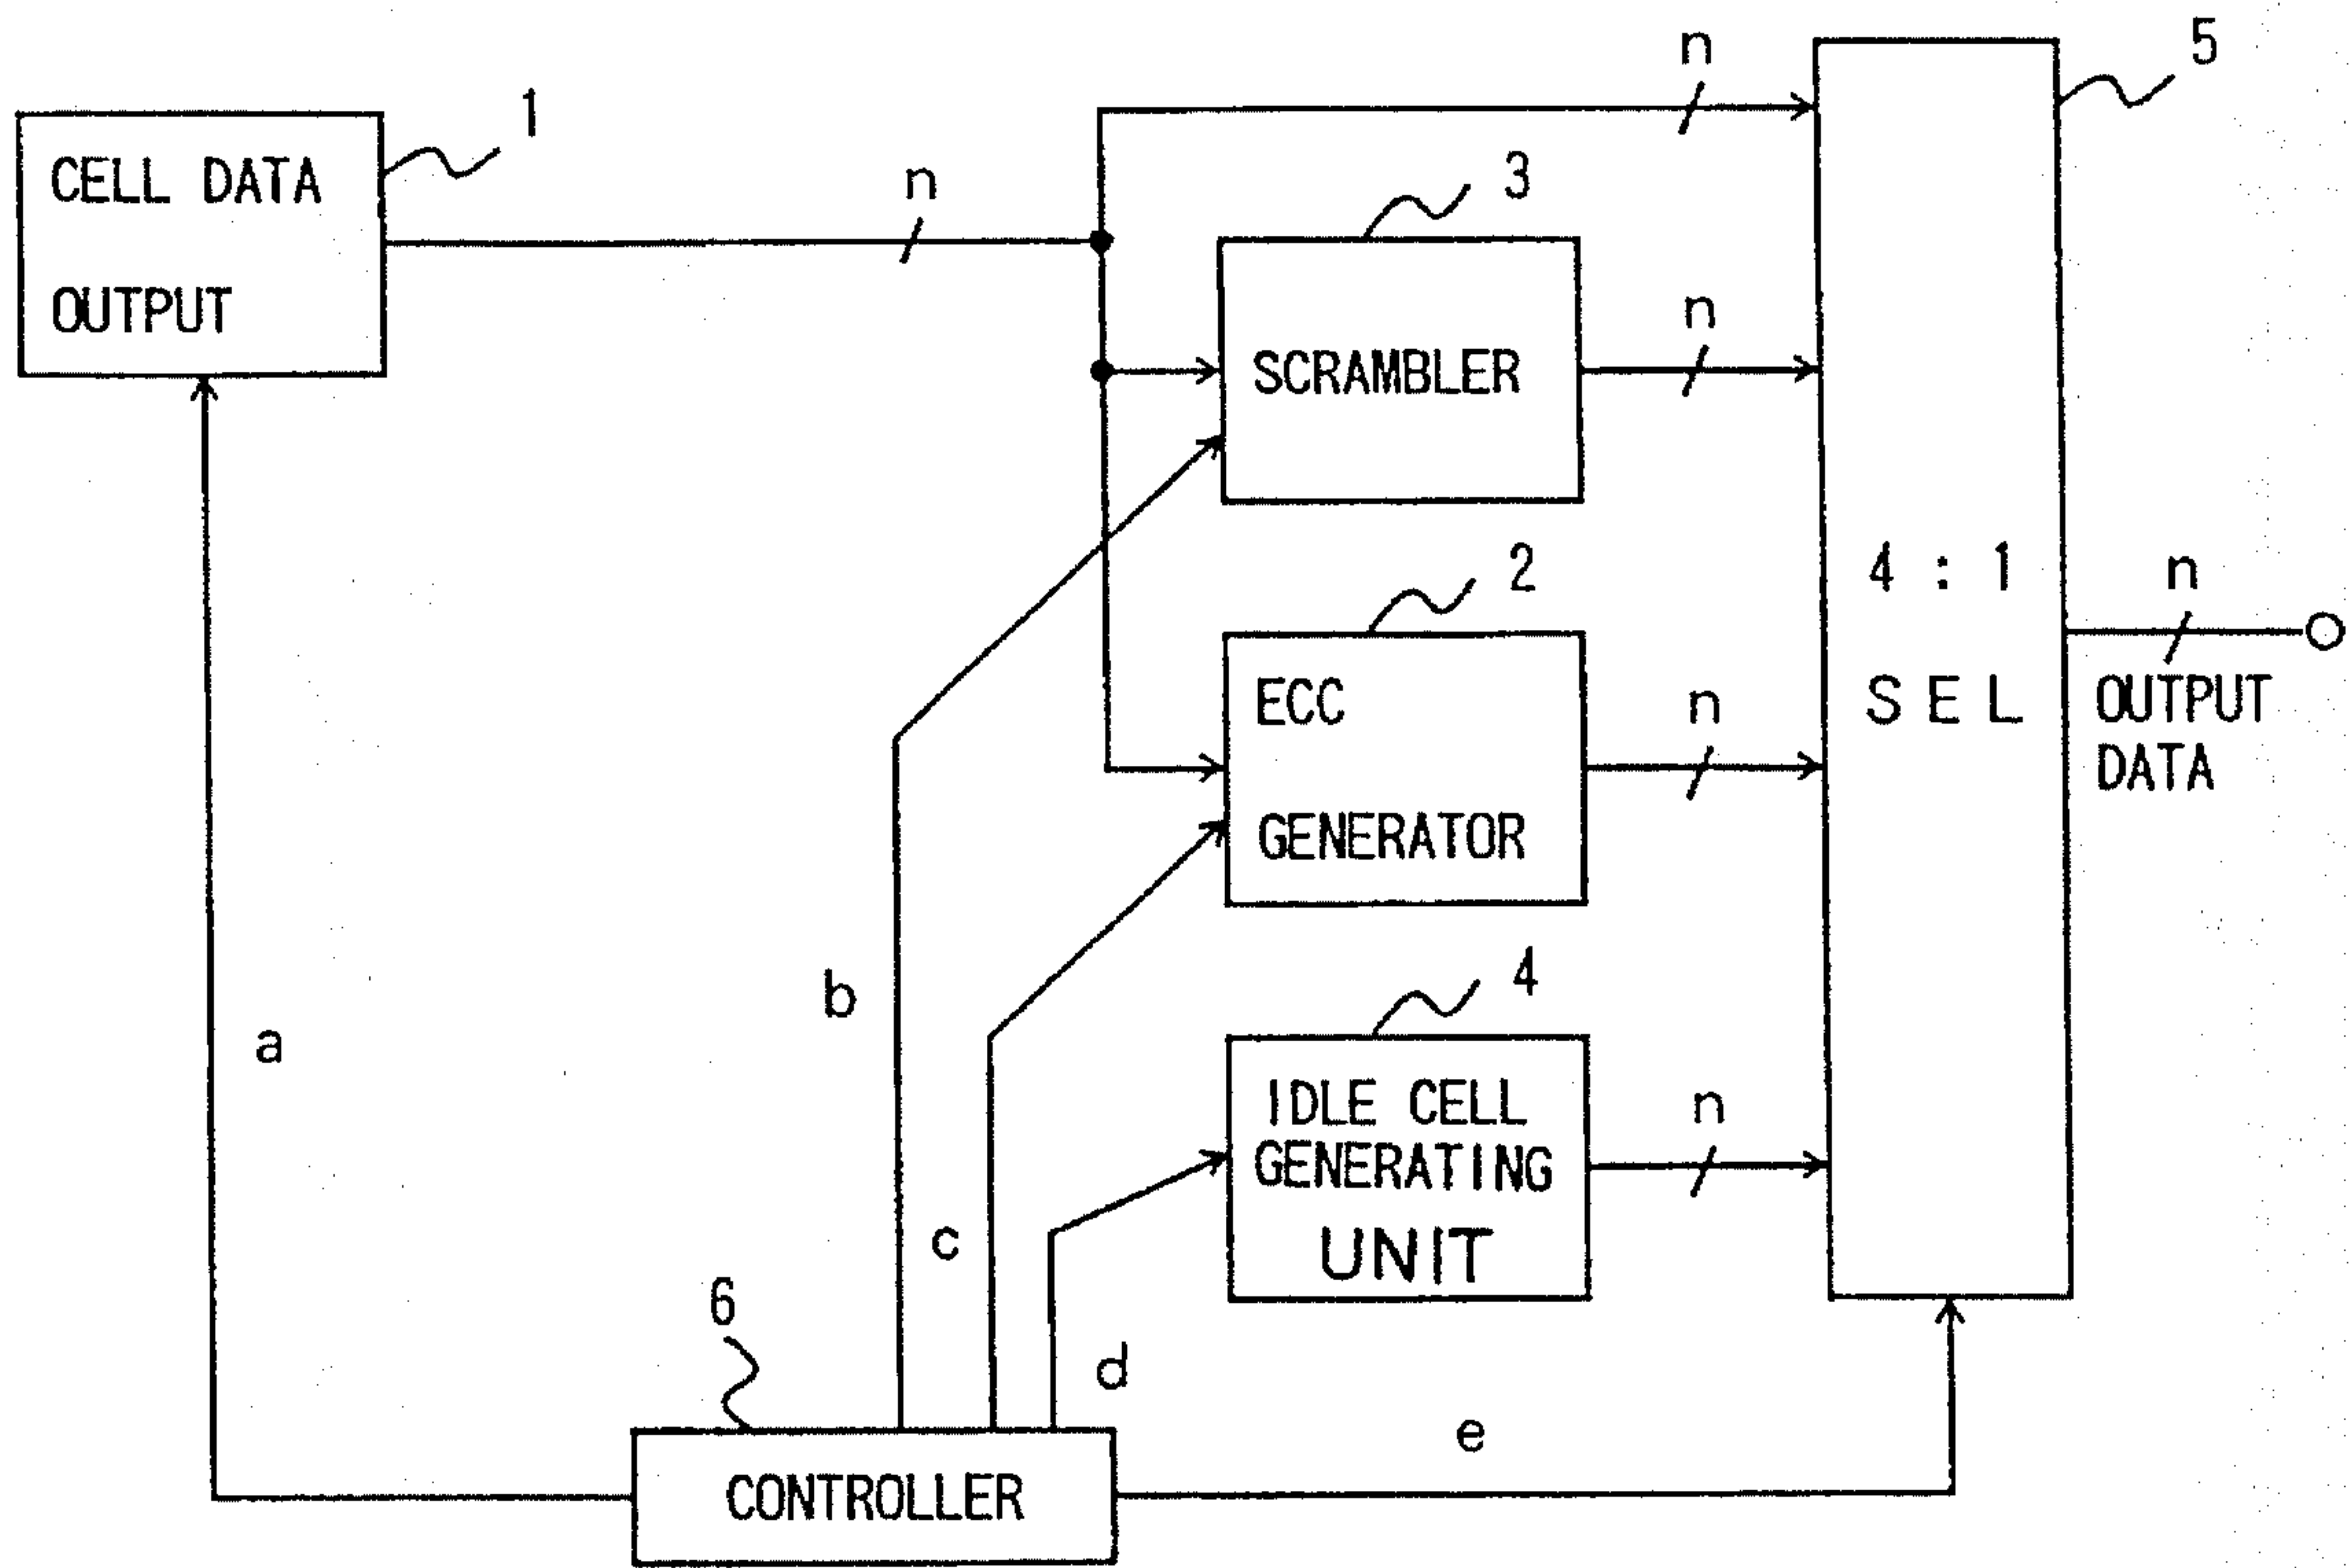 n
5
1
CELL DATA
OUTPUT
n
3
n
SCRAMBLER
2
4 : 1
SEL
n
OUTPUT
DATA
ECC
GENERATOR
n
b
a
4
IDLE CELL
GENERATING
UNIT
n
c
6
d
e
CONTROLLER